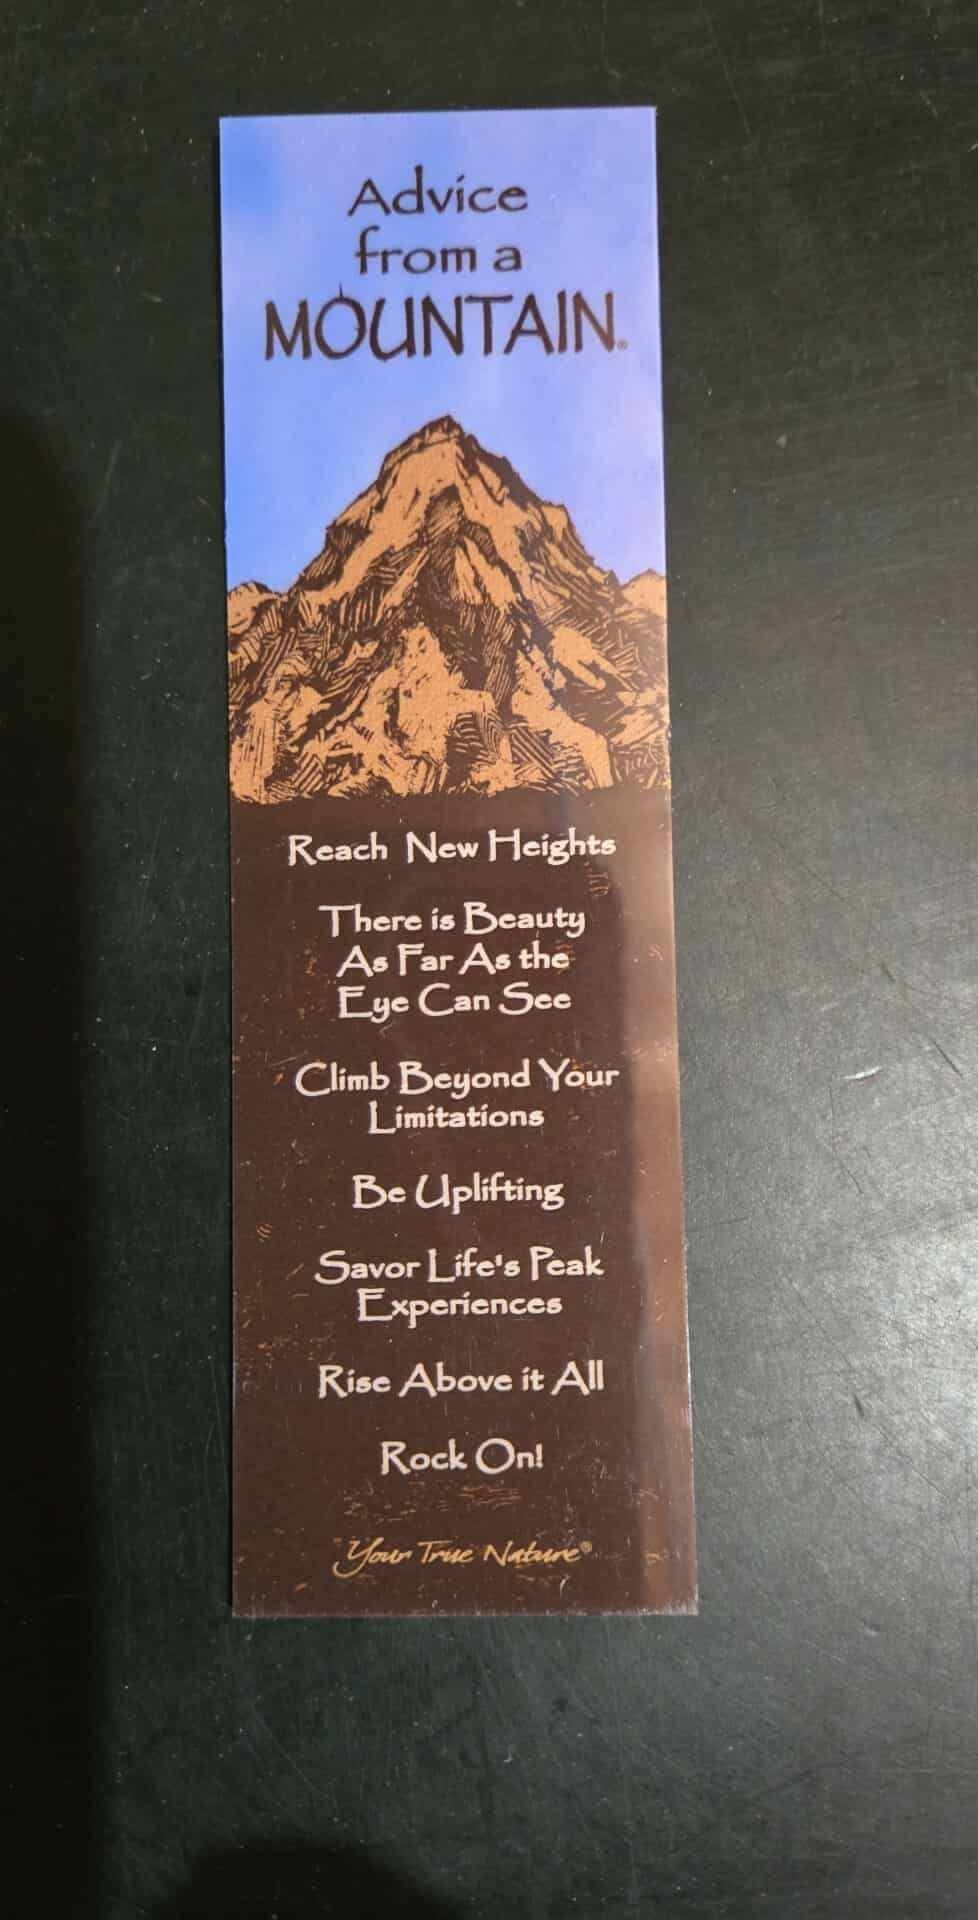 Advice
from a
MOUNTAIN®
Reach New Heights
There is Beauty
As Far As the
Eye Can See
Climb Beyond Your
Limitations
Be Uplifting
Savor Life's Peak
Experiences
Rise Above it All
Rock On!
Your True Nature®